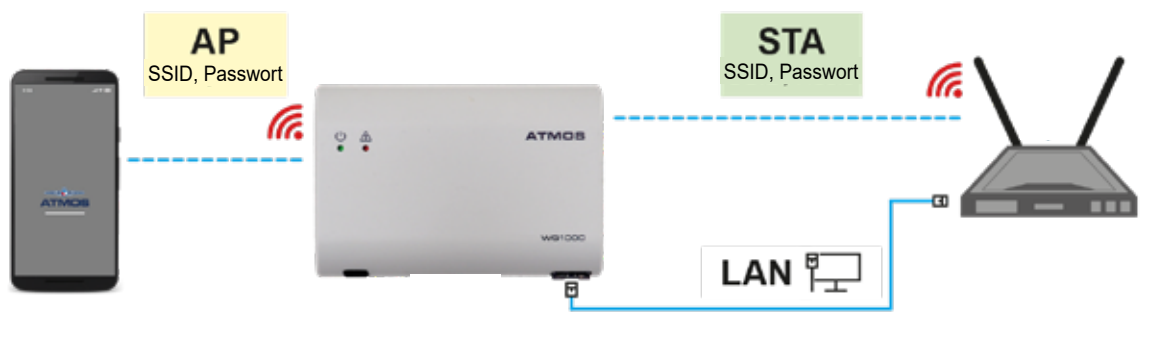 AP
SSID, Passwort
STA
SSID, Passwort
ATMOS
ATMOS
WG1000
LAN